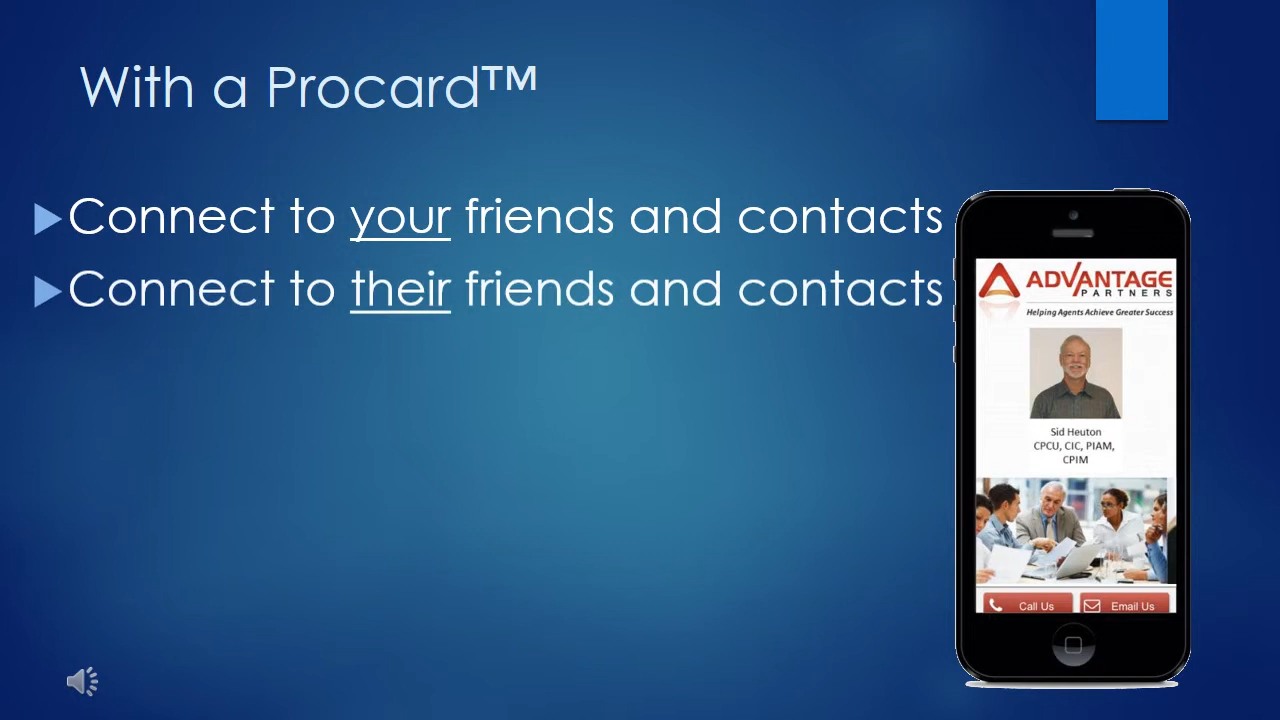 With a Procard™
Connect to your friends and contacts
Connect to their friends and contacts
ADVANTAGE
PARTNERS
Helping Agents Achieve Greater Success
Sid Heuton
CPCU, CIC, PIAM,
CPIM
Call Us
Email Us